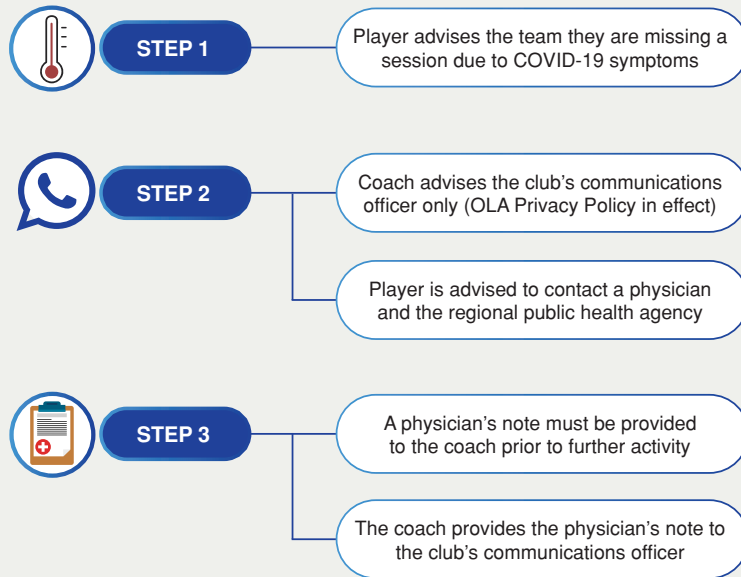 STEP 1
Player advises the team they are missing a
session due to COVID-19 symptoms
STEP 2
Coach advises the club’s communications
officer only (OLA Privacy Policy in effect)
Player is advised to contact a physician
and the regional public health agency
STEP 3
A physician’s note must be provided
to the coach prior to further activity
The coach provides the physician’s note to
the club’s communications officer